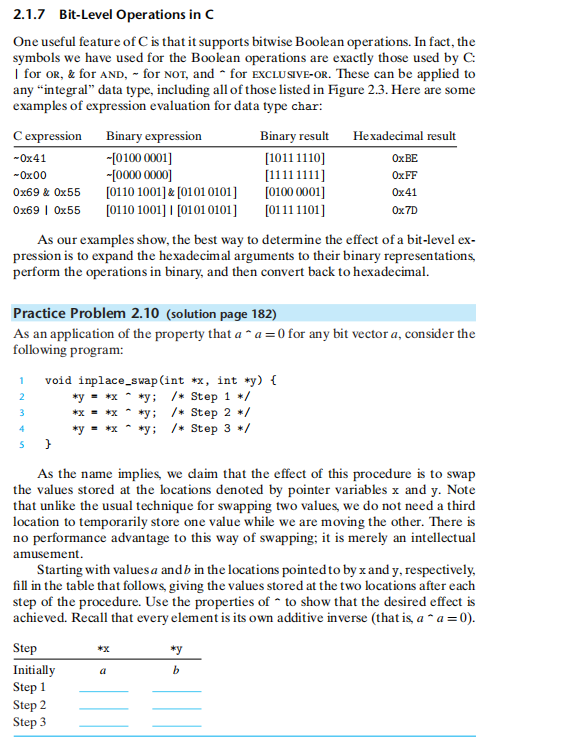 2.1.7 Bit-Level Operations in C
One useful feature of C is that it supports bitwise Boolean operations. In fact, the
symbols we have used for the Boolean operations are exactly those used by C:
| for OR, & for AND, ~ for NOT, and ^ for EXCLUSIVE-OR. These can be applied to
any “integral” data type, including all of those listed in Figure 2.3. Here are some
examples of expression evaluation for data type char:
C expression Binary expression Binary result Hexadecimal result
~0x41 ~[0100 0001] [1011 1110] 0xBE
~0x00 ~[0000 0000] [1111 1111] 0xFF
0x69 & 0x55 [0110 1001] & [0101 0101] [0100 0001] 0x41
0x69 | 0x55 [0110 1001] | [0101 0101] [0111 1101] 0x7D
As our examples show, the best way to determine the effect of a bit-level ex-
pression is to expand the hexadecimal arguments to their binary representations,
perform the operations in binary, and then convert back to hexadecimal.
Practice Problem 2.10 (solution page 182)
As an application of the property that a ^ a = 0 for any bit vector a, consider the
following program:
1 void inplace_swap(int *x, int *y) {
2 *y = *x ^ *y; /* Step 1 */
3 *x = *x ^ *y; /* Step 2 */
4 *y = *x ^ *y; /* Step 3 */
5 }
As the name implies, we claim that the effect of this procedure is to swap
the values stored at the locations denoted by pointer variables x and y. Note
that unlike the usual technique for swapping two values, we do not need a third
location to temporarily store one value while we are moving the other. There is
no performance advantage to this way of swapping; it is merely an intellectual
amusement.
Starting with values a and b in the locations pointed to by x and y, respectively,
fill in the table that follows, giving the values stored at the two locations after each
step of the procedure. Use the properties of ^ to show that the desired effect is
achieved. Recall that every element is its own additive inverse (that is, a ^ a = 0).
Step *x *y
Initially a b
Step 1
Step 2
Step 3